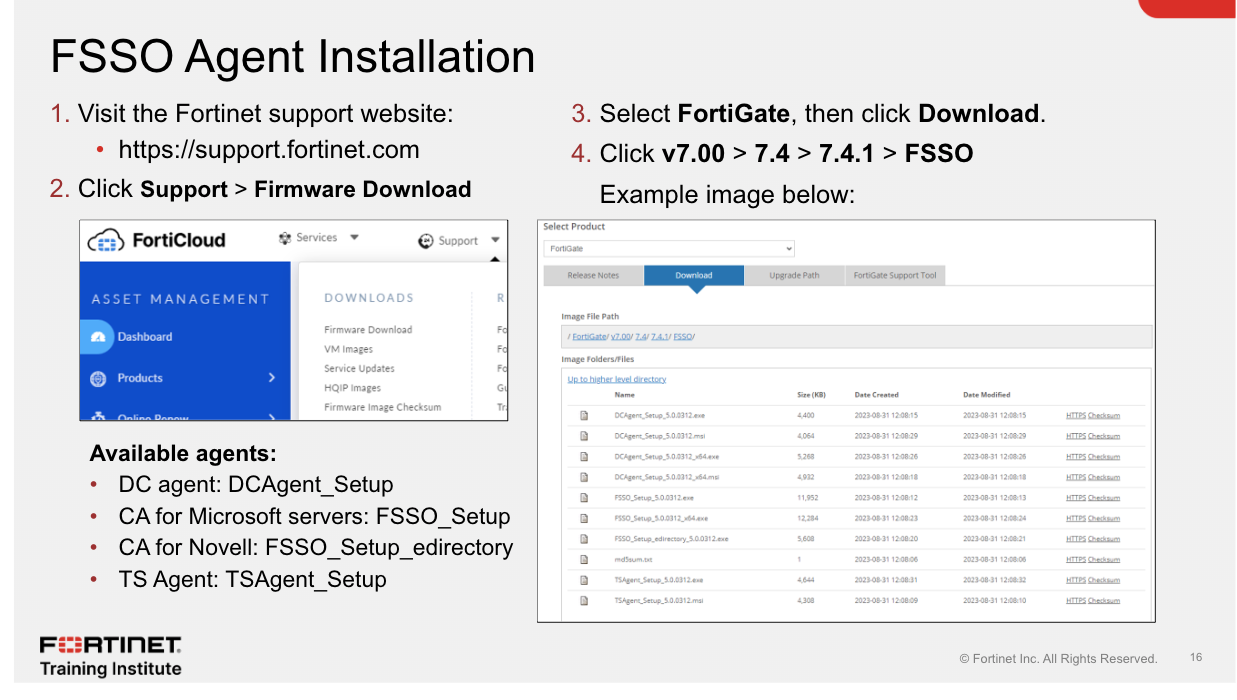 FSSO Agent Installation
1. Visit the Fortinet support website:
• https://support.fortinet.com
2. Click Support > Firmware Download
FortiCloud
Services
Support
ASSET MANAGEMENT
Dashboard
Products
Online Renew
DOWNLOADS
Firmware Download
VM Images
Service Updates
HQIP Images
Firmware Image Checksum
R
Fo
Fo
Fo
Gu
Tr
Available agents:
• DC agent: DCAgent_Setup
• CA for Microsoft servers: FSSO_Setup
• CA for Novell: FSSO_Setup_edirectory
• TS Agent: TSAgent_Setup
3. Select FortiGate, then click Download.
4. Click v7.00 > 7.4 > 7.4.1 > FSSO
Example image below:
Select Product
FortiGate
Release Notes Download Upgrade Path FortiGate Support Tool
Image File Path
/ FortiGate/ v7.00/ 7.4/ 7.4.1/ FSSO/
Image Folders/Files
Up to higher level directory
Name Size (KB) Date Created Date Modified
DCAgent_Setup_5.0.0312.exe 4,400 2023-08-31 12:08:15 2023-08-31 12:08:15 HTTPS Checksum
DCAgent_Setup_5.0.0312.msi 4,064 2023-08-31 12:08:29 2023-08-31 12:08:29 HTTPS Checksum
DCAgent_Setup_5.0.0312_x64.exe 5,268 2023-08-31 12:08:26 2023-08-31 12:08:26 HTTPS Checksum
DCAgent_Setup_5.0.0312_x64.msi 4,932 2023-08-31 12:08:18 2023-08-31 12:08:18 HTTPS Checksum
FSSO_Setup_5.0.0312.exe 11,952 2023-08-31 12:08:12 2023-08-31 12:08:13 HTTPS Checksum
FSSO_Setup_5.0.0312_x64.exe 12,284 2023-08-31 12:08:23 2023-08-31 12:08:24 HTTPS Checksum
FSSO_Setup_edirectory_5.0.0312.exe 5,608 2023-08-31 12:08:20 2023-08-31 12:08:21 HTTPS Checksum
md5sum.txt 1 2023-08-31 12:08:06 2023-08-31 12:08:06 HTTPS Checksum
TSAgent_Setup_5.0.0312.exe 4,644 2023-08-31 12:08:31 2023-08-31 12:08:32 HTTPS Checksum
TSAgent_Setup_5.0.0312.msi 4,308 2023-08-31 12:08:09 2023-08-31 12:08:10 HTTPS Checksum
FORTINET
Training Institute
© Fortinet Inc. All Rights Reserved.
16